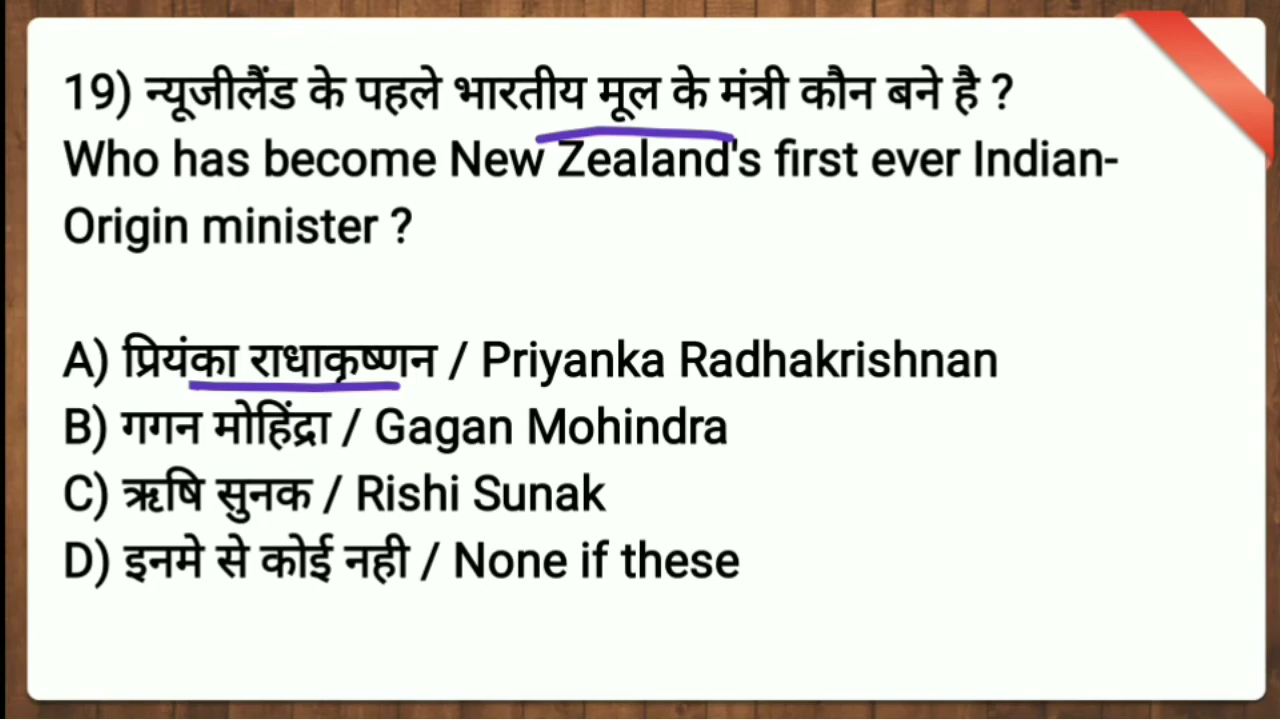 19) न्यूजीलैंड के पहले भारतीय मूल के मंत्री कौन बने है ?
Who has become New Zealand's first ever Indian-
Origin minister ?
A) प्रियंका राधाकृष्णन / Priyanka Radhakrishnan
B) गगन मोहिंद्रा / Gagan Mohindra
C) ऋषि सुनक / Rishi Sunak
D) इनमे से कोई नही / None if these